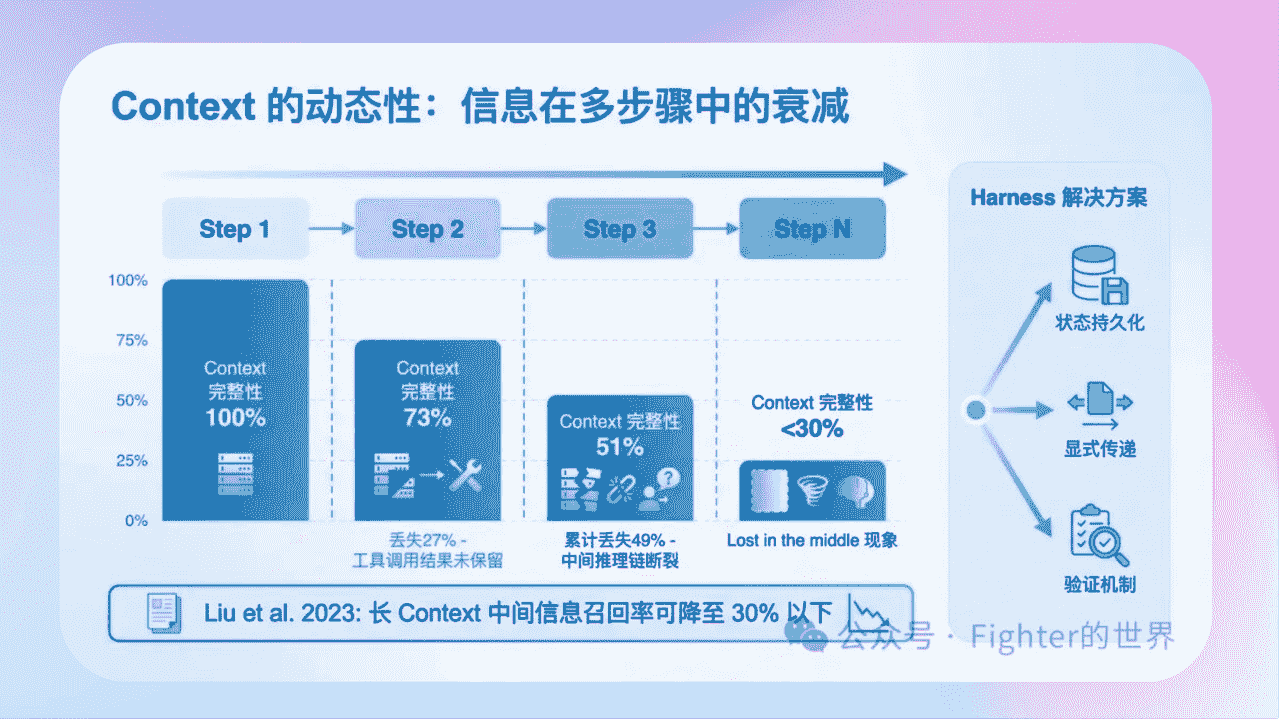 Context 的动态性：信息在多步骤中的衰减
Step 1
Step 2
Step 3
Step N
100%
75%
50%
25%
0%
Context
完整性
100%
Context
完整性
73%
Context 完整性
51%
Context 完整性
<30%
丢失27% -
工具调用结果未保留
累计丢失49% -
中间推理链断裂
Lost in the middle 现象
Harness 解决方案
状态持久化
显式传递
验证机制
Liu et al. 2023: 长 Context 中间信息召回率可降至 30% 以下
公众号 · Fighter的世界